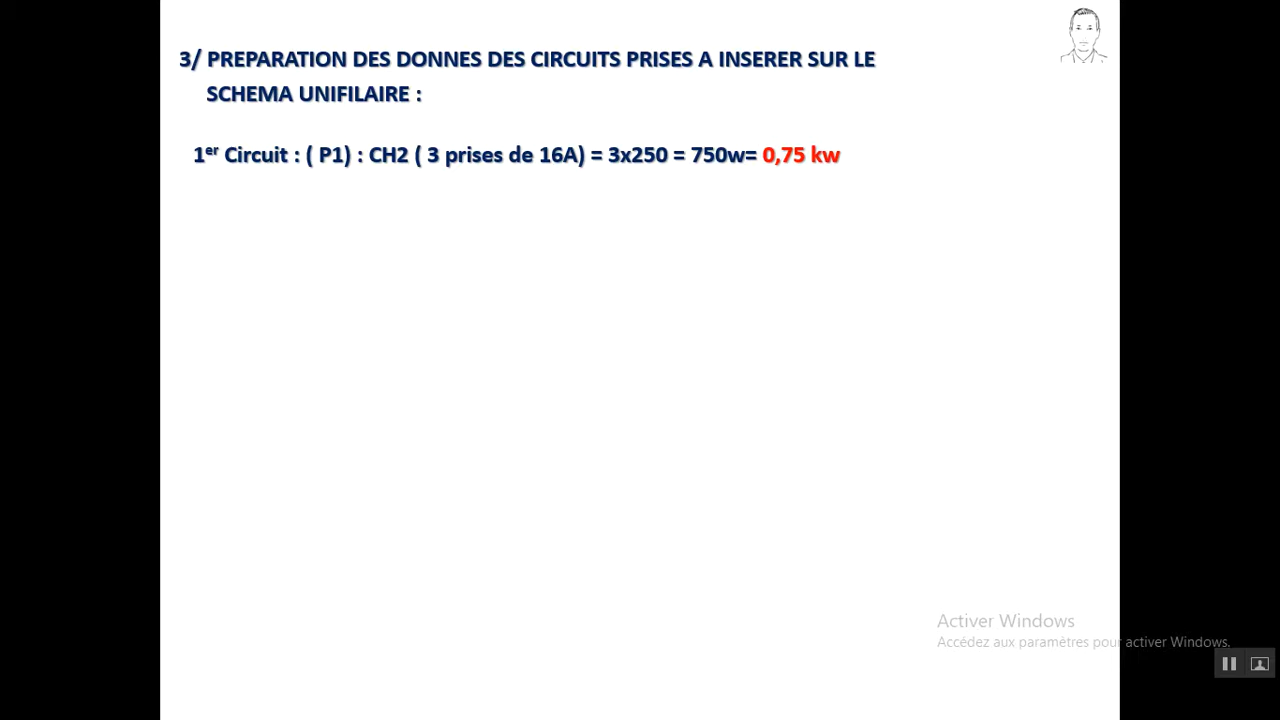 3/ PREPARATION DES DONNES DES CIRCUITS PRISES A INSERER SUR LE
SCHEMA UNIFILAIRE :
1er Circuit : ( P1) : CH2 ( 3 prises de 16A) = 3x250 = 750w= 0,75 kw
Activer Windows
Accédez aux paramètres pour activer Windows.